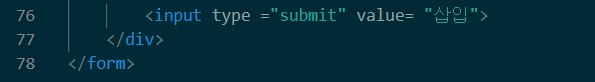 76 <input type ="submit" value= "삽입">
77 </div>
78 </form>